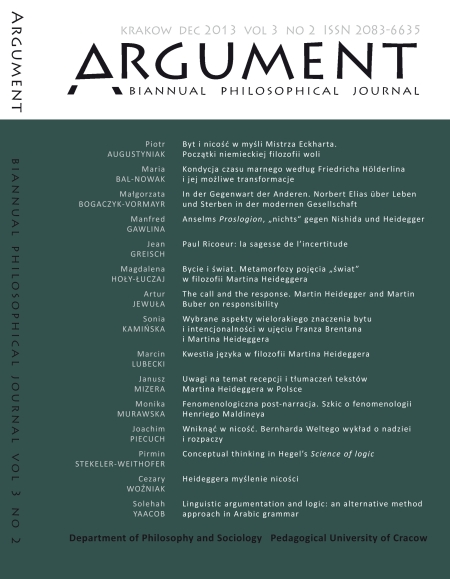 ARGUMENT
BIANNUAL PHILOSOPHICAL JOURNAL VOL 3 NO 2
KRAKOW DEC 2013 VOL 3 NO 2 ISSN 2083-6635
ARGUMENT
BIANNUAL PHILOSOPHICAL JOURNAL
Piotr Byt i nicość w myśli Mistrza Eckharta.
AUGUSTYNIAK Początki niemieckiej filozofii woli
Maria Kondycja czasu marnego według Friedricha Hölderlina
BAL-NOWAK i jej możliwe transformacje
Małgorzata In der Gegenwart der Anderen. Norbert Elias über Leben
BOGACZYK-VORMAYR und Sterben in der modernen Gesellschaft
Manfred Anselms Proslogion, „nichts” gegen Nishida und Heidegger
GAWLINA
Jean Paul Ricoeur: la sagesse de l'incertitude
GREISCH
Magdalena Bycie i świat. Metamorfozy pojęcia „świat”
HOŁY-ŁUCZAJ w filozofii Martina Heideggera
Artur The call and the response. Martin Heidegger and Martin
JEWUŁA Buber on responsibility
Sonia Wybrane aspekty wielorakiego znaczenia bytu
KAMIŃSKA i intencjonalności w ujęciu Franza Brentana
i Martina Heideggera
Marcin Kwestia języka w filozofii Martina Heideggera
LUBECKI
Janusz Uwagi na temat recepcji i tłumaczeń tekstów
MIZERA Martina Heideggera w Polsce
Monika Fenomenologiczna post-narracja. Szkic o fenomenologii
MURAWSKA Henriego Maldineya
Joachim Wniknąć w nicość. Bernharda Weltego wykład o nadziei
PIECUCH i rozpaczy
Pirmin Conceptual thinking in Hegel's Science of logic
STEKELER-WEITHOFER
Cezary Heideggera myślenie nicości
WOŹNIAK
Solehah Linguistic argumentation and logic: an alternative method
YAACOB approach in Arabic grammar
Department of Philosophy and Sociology Pedagogical University of Cracow